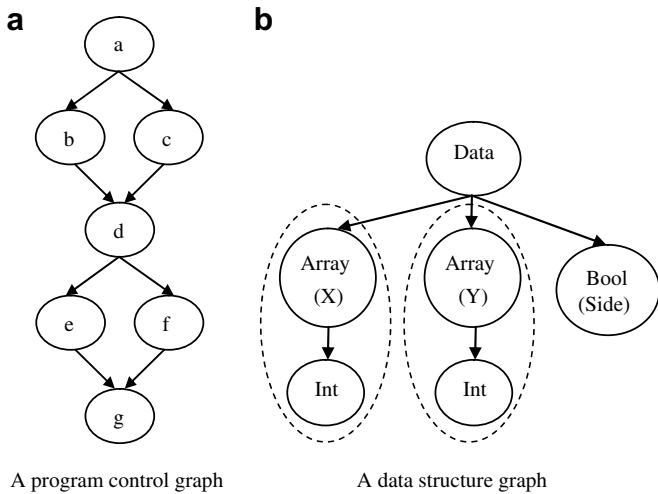 a
a
b
c
d
e
f
g
A program control graph
b
Data
Array
(X)
Array
(Y)
Bool
(Side)
Int
Int
A data structure graph